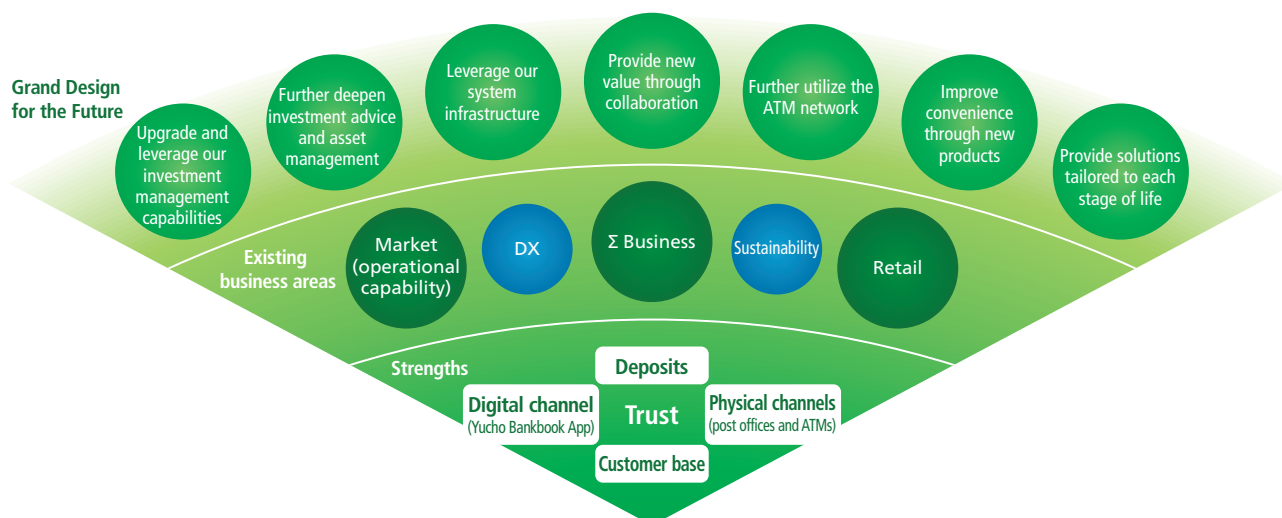 Grand Design
for the Future
Upgrade and
leverage our
investment
management
capabilities
Further deepen
investment advice
and asset
management
Leverage our
system
infrastructure
Provide new
value through
collaboration
Further utilize the
ATM network
Improve
convenience
through new
products
Provide solutions
tailored to each
stage of life
Existing
business areas
Market
(operational
capability)
DX
Σ Business
Sustainability
Retail
Strengths
Deposits
Digital channel
(Yucho Bankbook App)
Trust
Physical channels
(post offices and ATMs)
Customer base